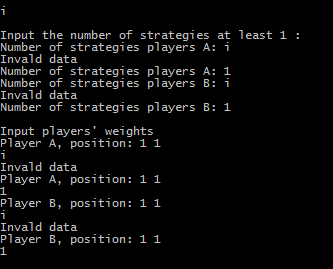 i
Input the number of strategies at least 1 :
Number of strategies players A: i
Invald data
Number of strategies players A: 1
Number of strategies players B: i
Invald data
Number of strategies players B: 1
Input players' weights
Player A, position: 1 1
i
Invald data
Player A, position: 1 1
1
Player B, position: 1 1
i
Invald data
Player B, position: 1 1
1